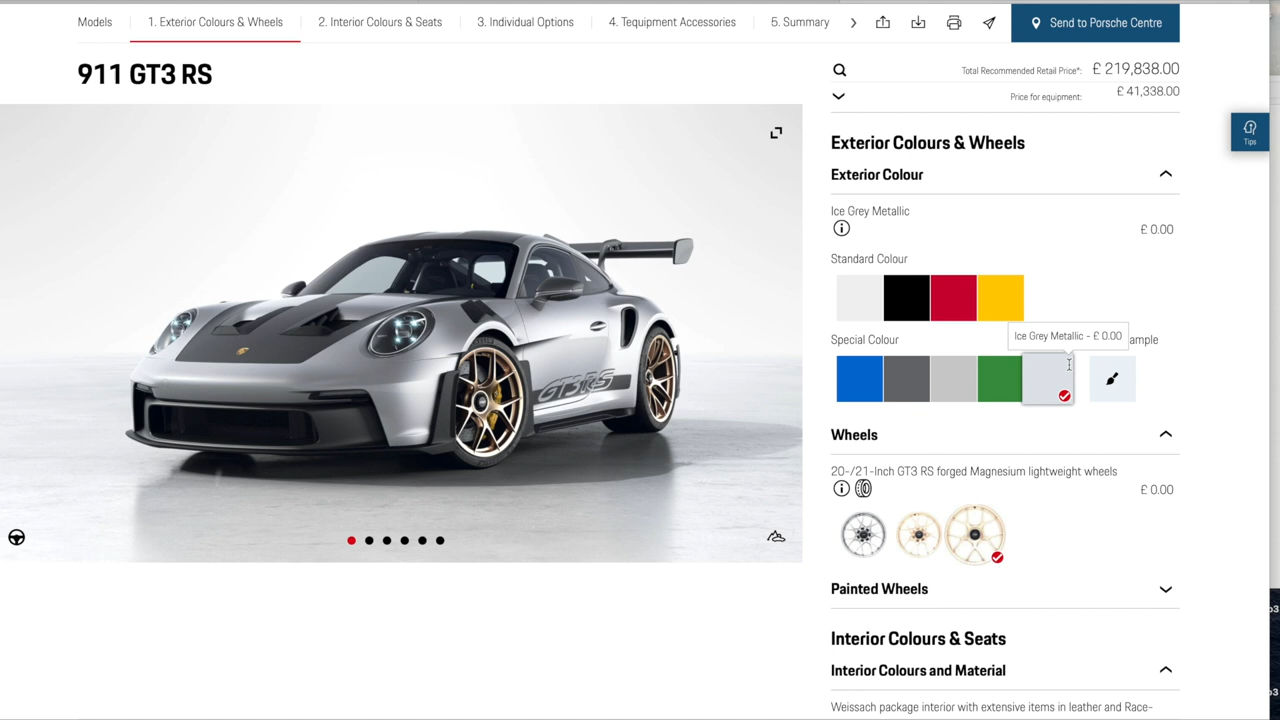 Models
1. Exterior Colours & Wheels
2. Interior Colours & Seats
3. Individual Options
4. Tequipment Accessories
5. Summary
Send to Porsche Centre
911 GT3 RS
Total Recommended Retail Price*: £ 219,838.00
Price for equipment: £ 41,338.00
Tips
Exterior Colours & Wheels
Exterior Colour
Ice Grey Metallic
£ 0.00
Standard Colour
Ice Grey Metallic – £ 0.00
Special Colour
ample
GT3RS
Wheels
20-/21-Inch GT3 RS forged Magnesium lightweight wheels
£ 0.00
Painted Wheels
Interior Colours & Seats
Interior Colours and Material
Weissach package interior with extensive items in leather and Race-